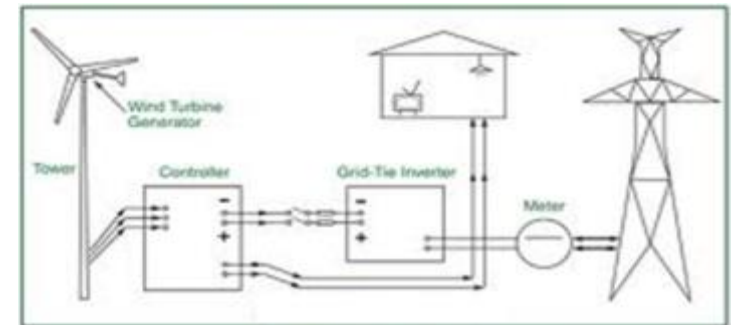 Wind Turbine
Generator
Tower
Controller
Grid-Tie Inverter
Meter
-
+
-
+